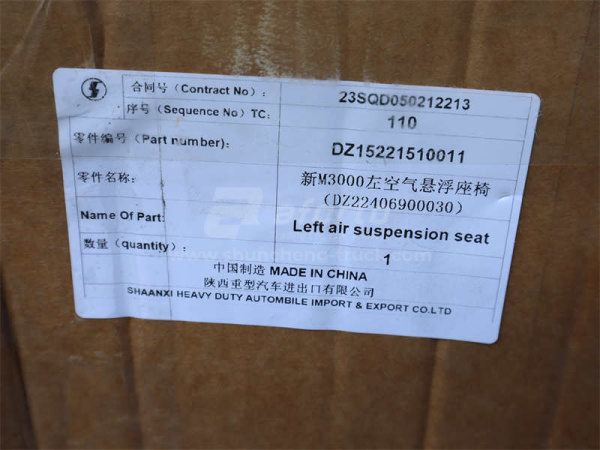 合同号（Contract No）: 23SQD050212213
序号（Sequence No）TC: 110
零件编号（Part number）: DZ15221510011
零件名称: 新M3000左空气悬浮座椅
（DZ22406900030）
Name Of Part: Left air suspension seat
数量（quantity）: 1
中国制造 MADE IN CHINA
陕西重型汽车进出口有限公司
SHAANXI HEAVY DUTY AUTOMBILE IMPORT & EXPORT CO.LTD